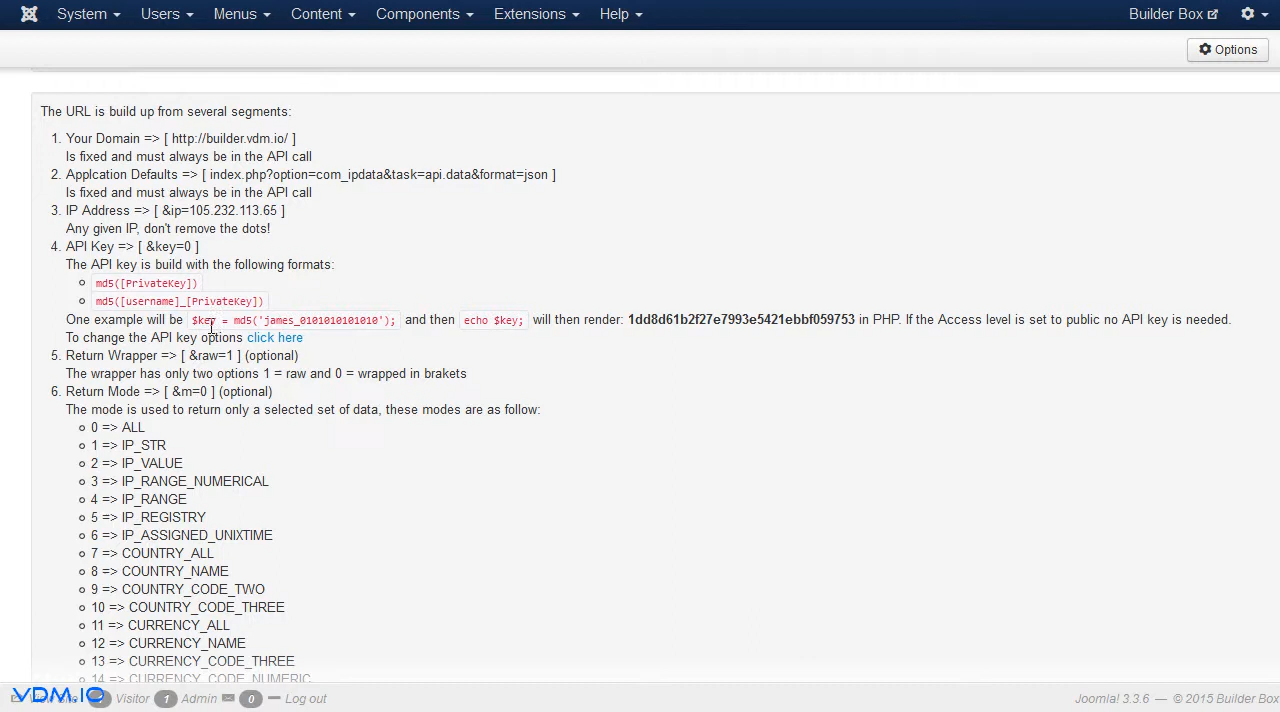 System Users Menus Content Components Extensions Help Builder Box
Options
The URL is build up from several segments:
1. Your Domain => [ http://builder.vdm.io/ ]
Is fixed and must always be in the API call
2. Applcation Defaults => [ index.php?option=com_ipdata&task=api.data&format=json ]
Is fixed and must always be in the API call
3. IP Address => [ &ip=105.232.113.65 ]
Any given IP, don't remove the dots!
4. API Key => [ &key=0 ]
The API key is build with the following formats:
md5([PrivateKey])
md5([username]_[PrivateKey])
One example will be $key = md5('james_0101010101010'); and then echo $key; will then render: 1dd8d61b2f27e7993e5421ebbf059753 in PHP. If the Access level is set to public no API key is needed.
To change the API key options click here
5. Return Wrapper => [ &raw=1 ] (optional)
The wrapper has only two options 1 = raw and 0 = wrapped in brakets
6. Return Mode => [ &m=0 ] (optional)
The mode is used to return only a selected set of data, these modes are as follow:
0 => ALL
1 => IP_STR
2 => IP_VALUE
3 => IP_RANGE_NUMERICAL
4 => IP_RANGE
5 => IP_REGISTRY
6 => IP_ASSIGNED_UNIXTIME
7 => COUNTRY_ALL
8 => COUNTRY_NAME
9 => COUNTRY_CODE_TWO
10 => COUNTRY_CODE_THREE
11 => CURRENCY_ALL
12 => CURRENCY_NAME
13 => CURRENCY_CODE_THREE
14 => CURRENCY_CODE_NUMERIC
VDM.IO Visitor 1 Admin 0 Log out Joomla! 3.3.6 — © 2015 Builder Box